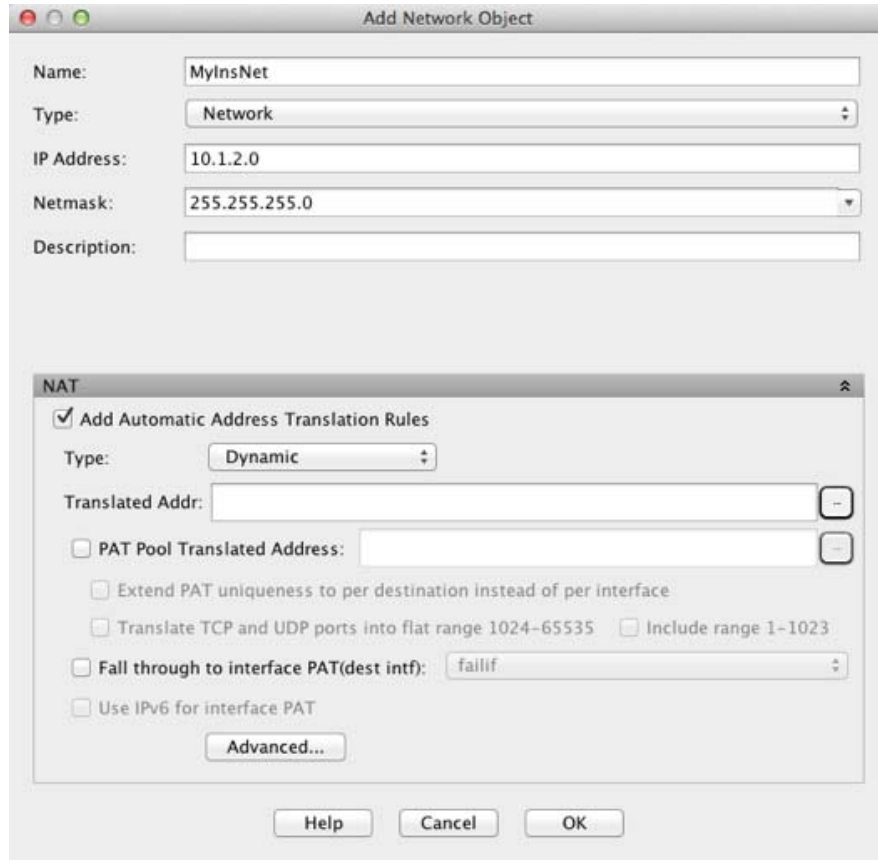 Add Network Object
Name: MyInsNet
Type: Network
IP Address: 10.1.2.0
Netmask: 255.255.255.0
Description:
NAT
Add Automatic Address Translation Rules
Type: Dynamic
Translated Addr:
PAT Pool Translated Address:
Extend PAT uniqueness to per destination instead of per interface
Translate TCP and UDP ports into flat range 1024-65535 Include range 1-1023
Fall through to interface PAT(dest intf): failif
Use IPv6 for interface PAT
Advanced...
Help Cancel OK